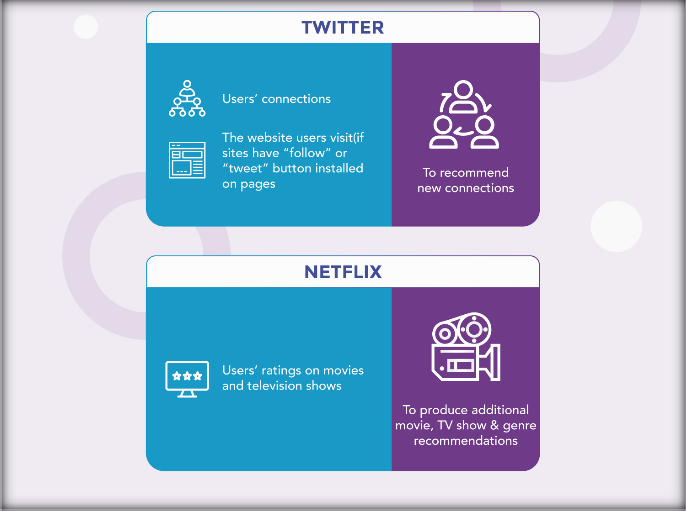 TWITTER
Users' connections
The website users visit(if
sites have “follow” or
“tweet” button installed
on pages
To recommend
new connections
NETFLIX
Users' ratings on movies
and television shows
To produce additional
movie, TV show & genre
recommendations